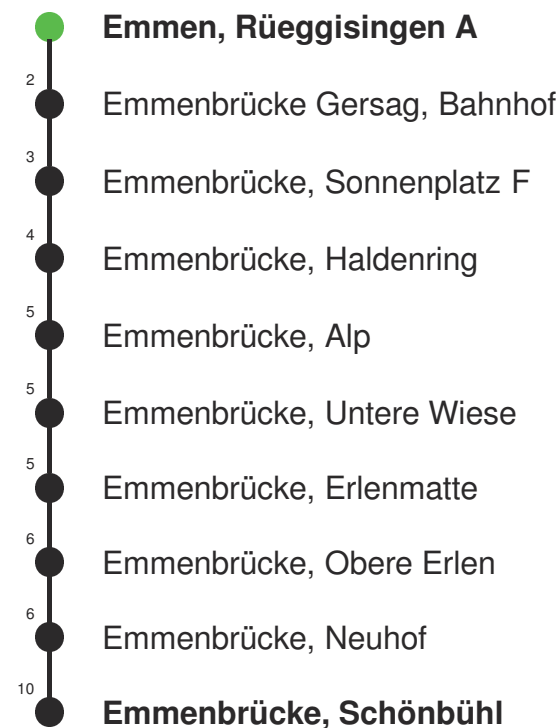 Emmen, Rüeggisingen A
2
Emmenbrücke Gersag, Bahnhof
3
Emmenbrücke, Sonnenplatz F
4
Emmenbrücke, Haldenring
5
Emmenbrücke, Alp
5
Emmenbrücke, Untere Wiese
5
Emmenbrücke, Erlenmatte
6
Emmenbrücke, Obere Erlen
6
Emmenbrücke, Neuhof
10
Emmenbrücke, Schönbühl